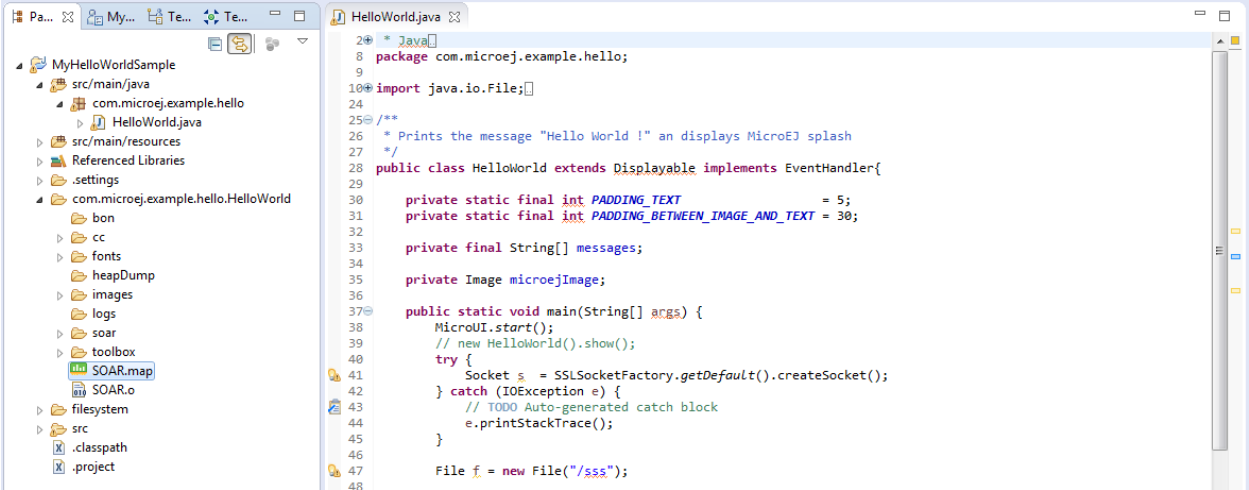 Pa...
My...
Te...
Te...
MyHelloWorldSample
src/main/java
com.microej.example.hello
HelloWorld.java
src/main/resources
Referenced Libraries
.settings
com.microej.example.hello.HelloWorld
bon
cc
fonts
heapDump
images
logs
soar
toolbox
SOAR.map
SOAR.o
filesystem
src
.classpath
.project
HelloWorld.java
2 * Java
8 package com.microej.example.hello;
9
10 import java.io.File;
24
25 /**
26 * Prints the message "Hello World !" an displays MicroEJ splash
27 */
28 public class HelloWorld extends Displayable implements EventHandler{
29
30 private static final int PADDING_TEXT = 5;
31 private static final int PADDING_BETWEEN_IMAGE_AND_TEXT = 30;
32
33 private final String[] messages;
34
35 private Image microejImage;
36
37 public static void main(String[] args) {
38 MicroUI.start();
39 // new HelloWorld().show();
40 try {
41 Socket s = SSLSocketFactory.getDefault().createSocket();
42 } catch (IOException e) {
43 // TODO Auto-generated catch block
44 e.printStackTrace();
45 }
46
47 File f = new File("/sss");
48